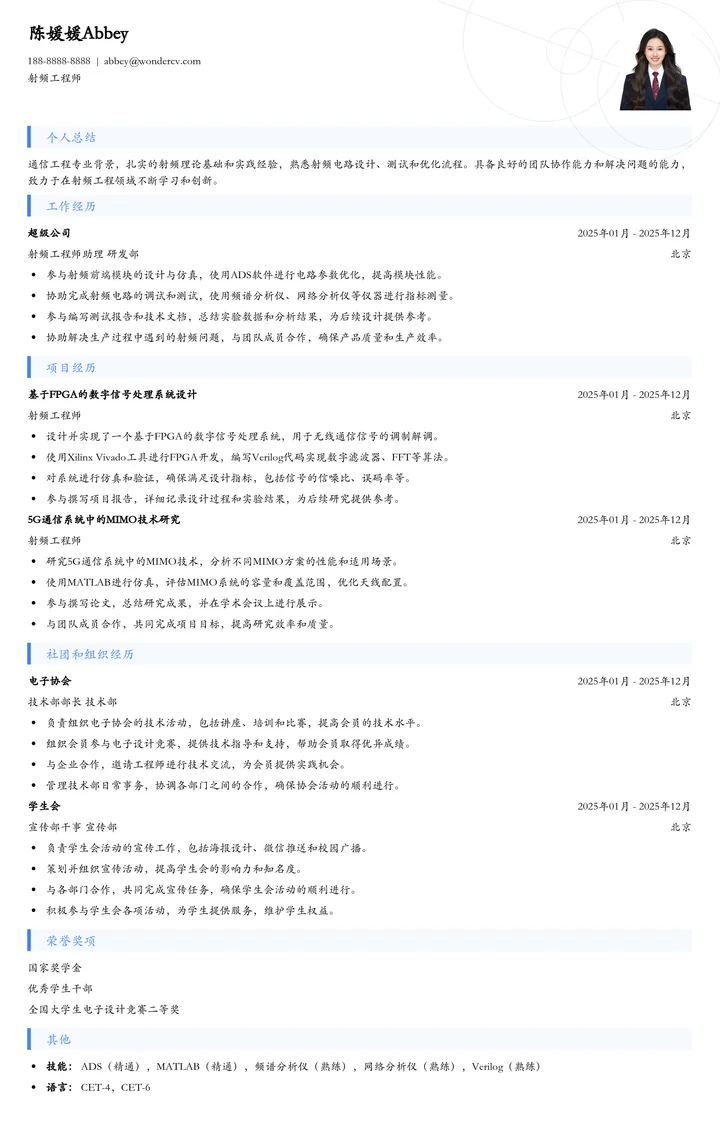 陈媛媛Abbey
188-8888-8888 | abbey@wondercv.com
射频工程师
个人总结
通信工程专业背景，扎实的射频理论基础和实践经验，熟悉射频电路设计、测试和优化流程。具备良好的团队协作能力和解决问题的能力，
致力于在射频工程领域不断学习和创新。
工作经历
超级公司 2025年01月 - 2025年12月
射频工程师助理 研发部 北京
• 参与射频前端模块的设计与仿真，使用ADS软件进行电路参数优化，提高模块性能。
• 协助完成射频电路的调试和测试，使用频谱分析仪、网络分析仪等仪器进行指标测量。
• 参与编写测试报告和技术文档，总结实验数据和分析结果，为后续设计提供参考。
• 协助解决生产过程中遇到的射频问题，与团队成员合作，确保产品质量和生产效率。
项目经历
基于FPGA的数字信号处理系统设计 2025年01月 - 2025年12月
射频工程师 北京
• 设计并实现了一个基于FPGA的数字信号处理系统，用于无线通信信号的调制解调。
• 使用Xilinx Vivado工具进行FPGA开发，编写Verilog代码实现数字滤波器、FFT等算法。
• 对系统进行仿真和验证，确保满足设计指标，包括信号的信噪比、误码率等。
• 参与撰写项目报告，详细记录设计过程和实验结果，为后续研究提供参考。
5G通信系统中的MIMO技术研究 2025年01月 - 2025年12月
射频工程师 北京
• 研究5G通信系统中的MIMO技术，分析不同MIMO方案的性能和适用场景。
• 使用MATLAB进行仿真，评估MIMO系统的容量和覆盖范围，优化天线配置。
• 参与撰写论文，总结研究成果，并在学术会议上进行展示。
• 与团队成员合作，共同完成项目目标，提高研究效率和质量。
社团和组织经历
电子协会 2025年01月 - 2025年12月
技术部部长 技术部 北京
• 负责组织电子协会的技术活动，包括讲座、培训和比赛，提高会员的技术水平。
• 组织会员参与电子设计竞赛，提供技术指导和支持，帮助会员取得优异成绩。
• 与企业合作，邀请工程师进行技术交流，为会员提供实践机会。
• 管理技术部日常事务，协调各部门之间的合作，确保协会活动的顺利进行。
学生会 2025年01月 - 2025年12月
宣传部干事 宣传部 北京
• 负责学生会活动的宣传工作，包括海报设计、微信推送和校园广播。
• 策划并组织宣传活动，提高学生会的影响力和知名度。
• 与各部门合作，共同完成宣传任务，确保学生会活动的顺利进行。
• 积极参与学生会各项活动，为学生提供服务，维护学生权益。
荣誉奖项
国家奖学金
优秀学生干部
全国大学生电子设计竞赛二等奖
其他
• 技能： ADS（精通），MATLAB（精通），频谱分析仪（熟练），网络分析仪（熟练），Verilog（熟练）
• 语言： CET-4，CET-6